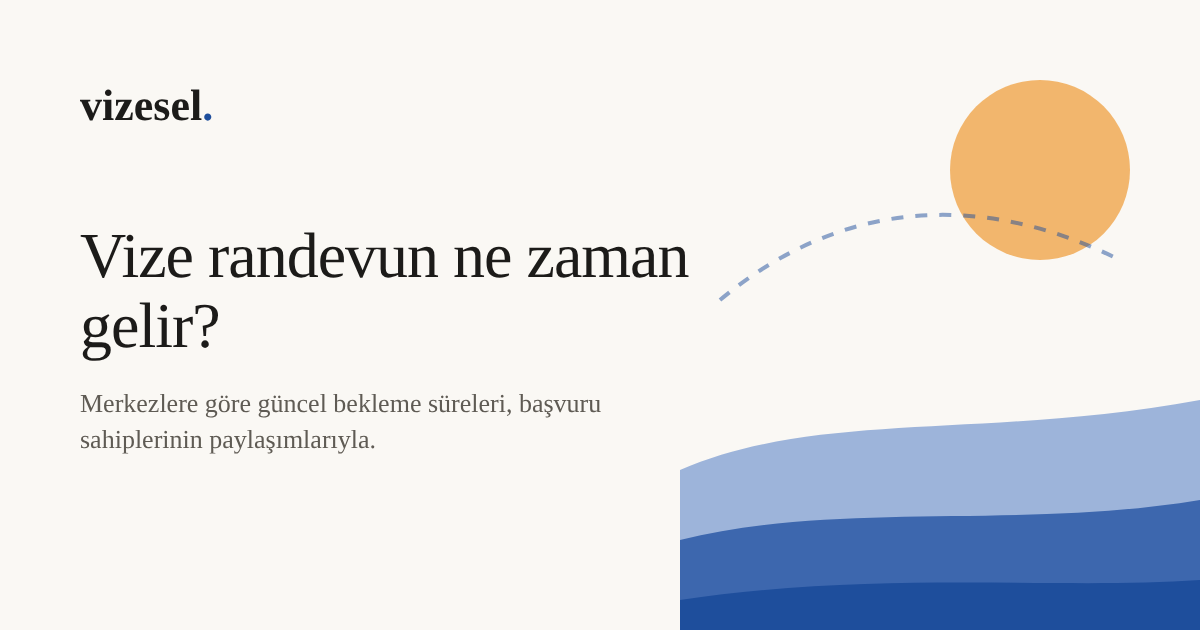 vizesel.
Vize randevun ne zaman
gelir?
Merkezlere göre güncel bekleme süreleri, başvuru
sahiplerinin paylaşımlarıyla.